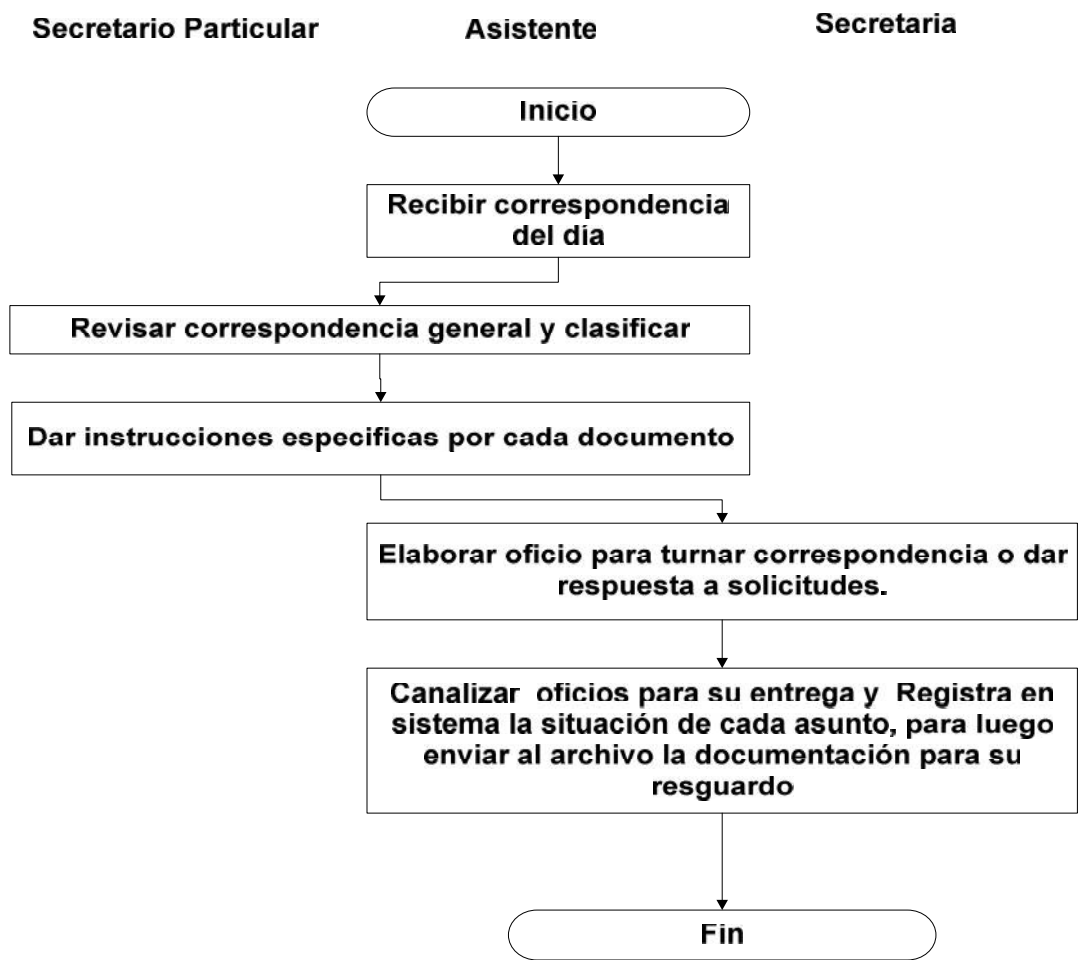 Secretario Particular
Asistente
Secretaria
Inicio
Recibir correspondencia
del día
Revisar correspondencia general y clasificar
Dar instrucciones especificas por cada documento
Elaborar oficio para turnar correspondencia o dar
respuesta a solicitudes.
Canalizar oficios para su entrega y Registra en
sistema la situación de cada asunto, para luego
enviar al archivo la documentación para su
resguardo
Fin